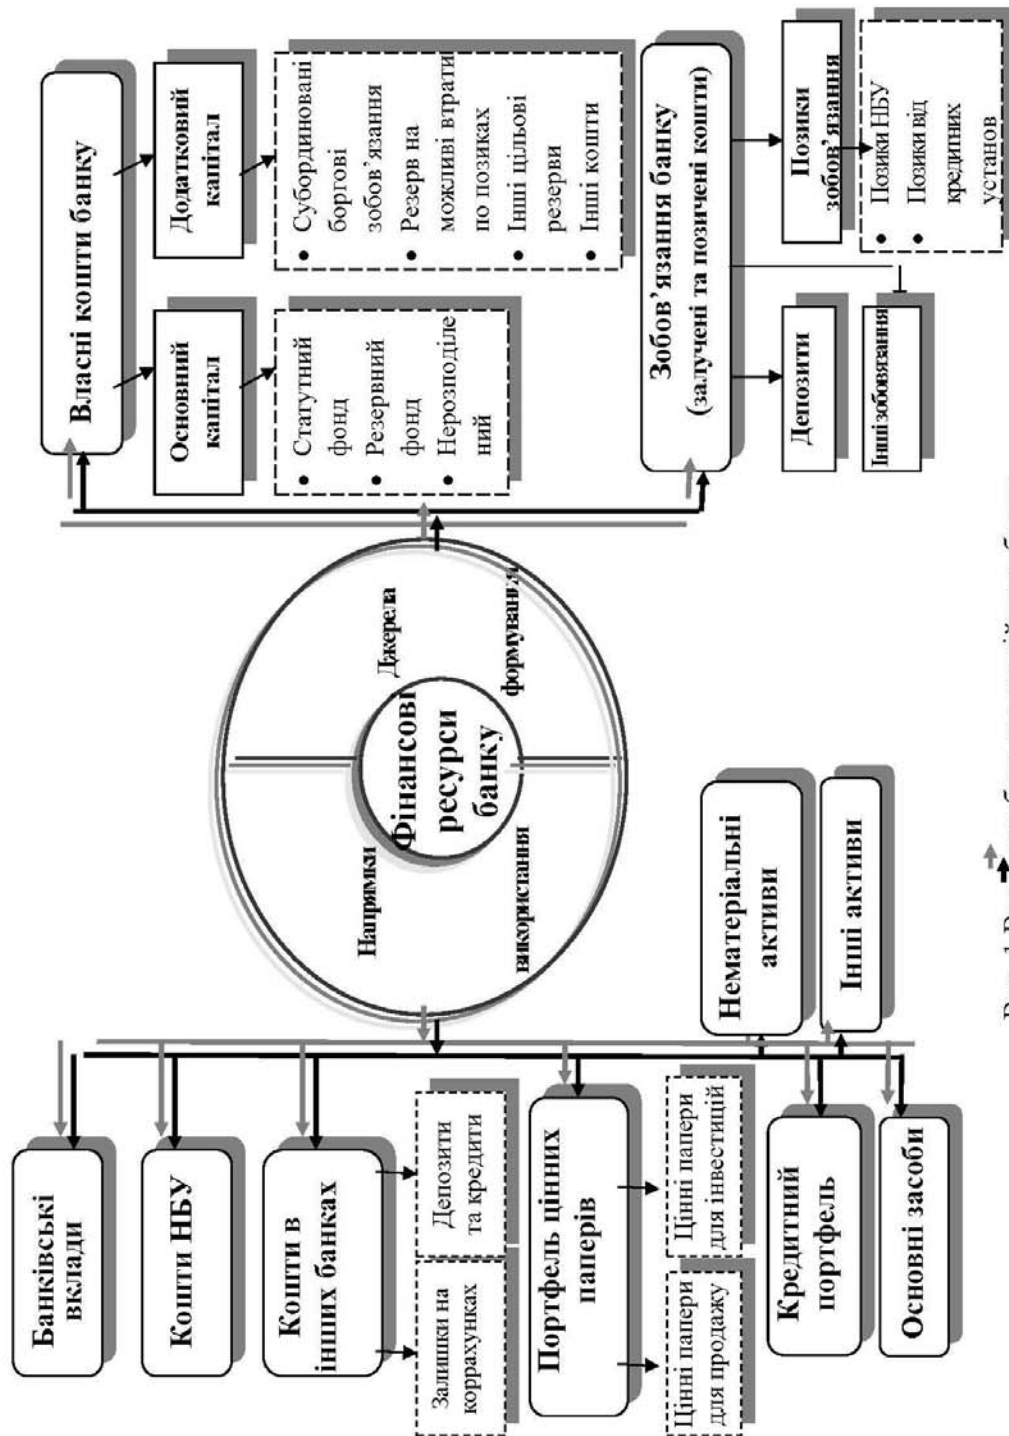 Банківські
вклади
Кошти НБУ
Кошти в
інших банках
Залишки на
коррахунках
Депозити
та кредити
Портфель цінних
паперів
Цінні папери
для продажу
Цінні папери
для інвестицій
Кредитний
портфель
Основні засоби
Нематеріальні
активи
Інші активи
Напрямки
використання
Фінансові
ресурси
банку
Джерела
формування
Власні кошти банку
Основний
капітал
Додатковий
капітал
• Статутний
фонд
• Резервний
фонд
• Нерозподіле
ний
• Субординовані
боргові
зобов’язання
• Резерв на
можливі втрати
по позиках
• Інші цільові
резерви
• Інші кошти
Зобов’язання банку
(залучені та позичені кошти)
Депозити
Інші зобовязання
Позики
зобов’язання
• Позики НБУ
• Позики від
кредитних
установ